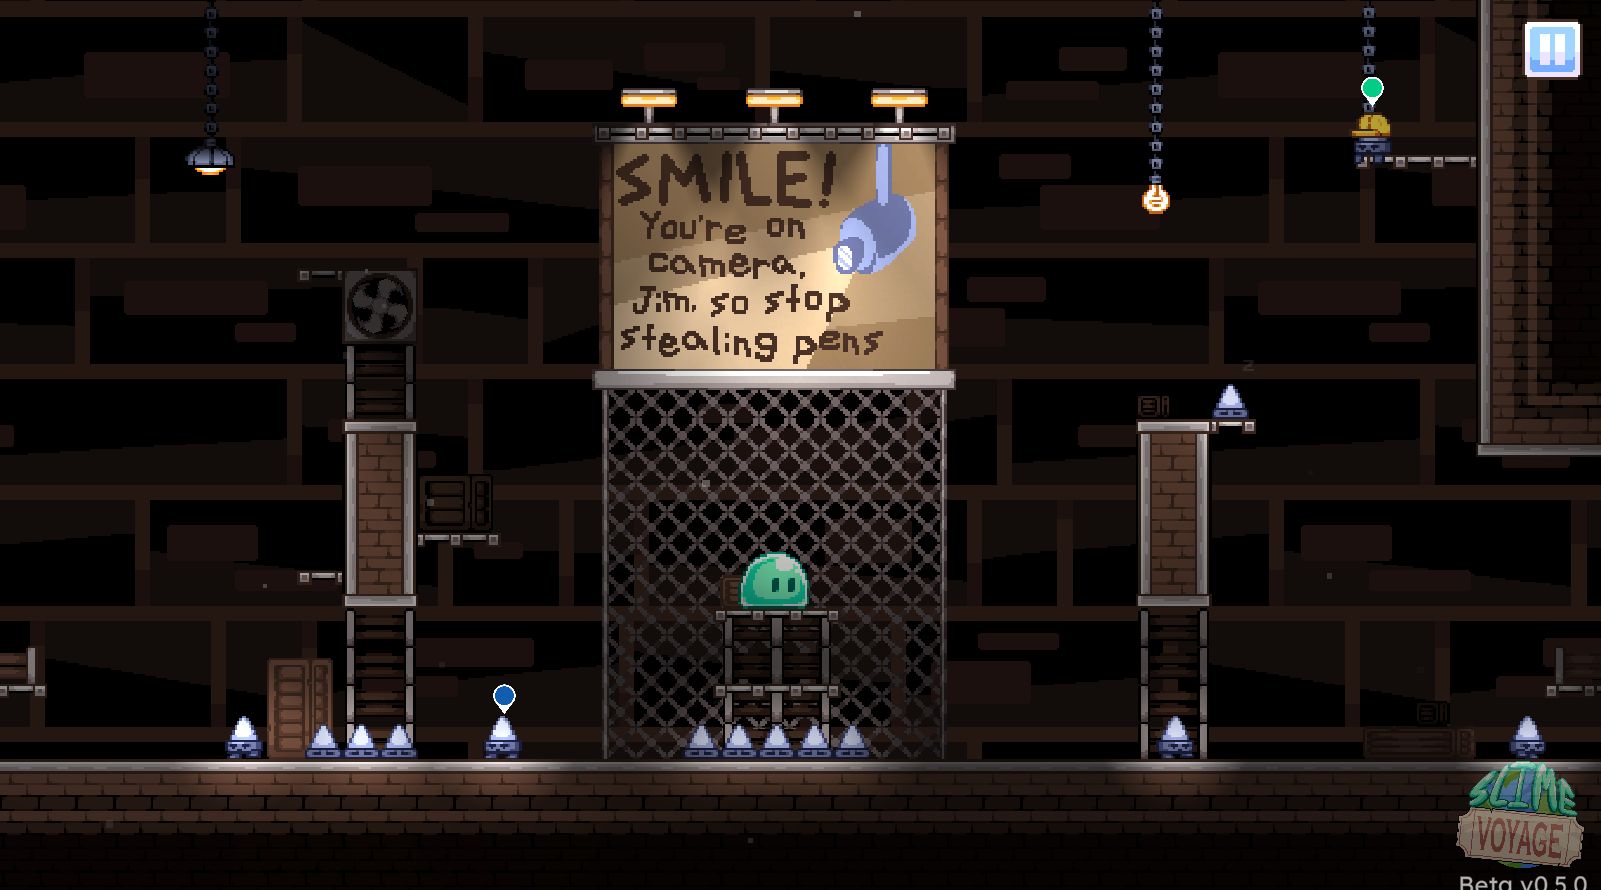 SMILE!
You're on
camera,
Jim. so stop
stealing pens
z
SLIME
VOYAGE
Beta v0.5.0